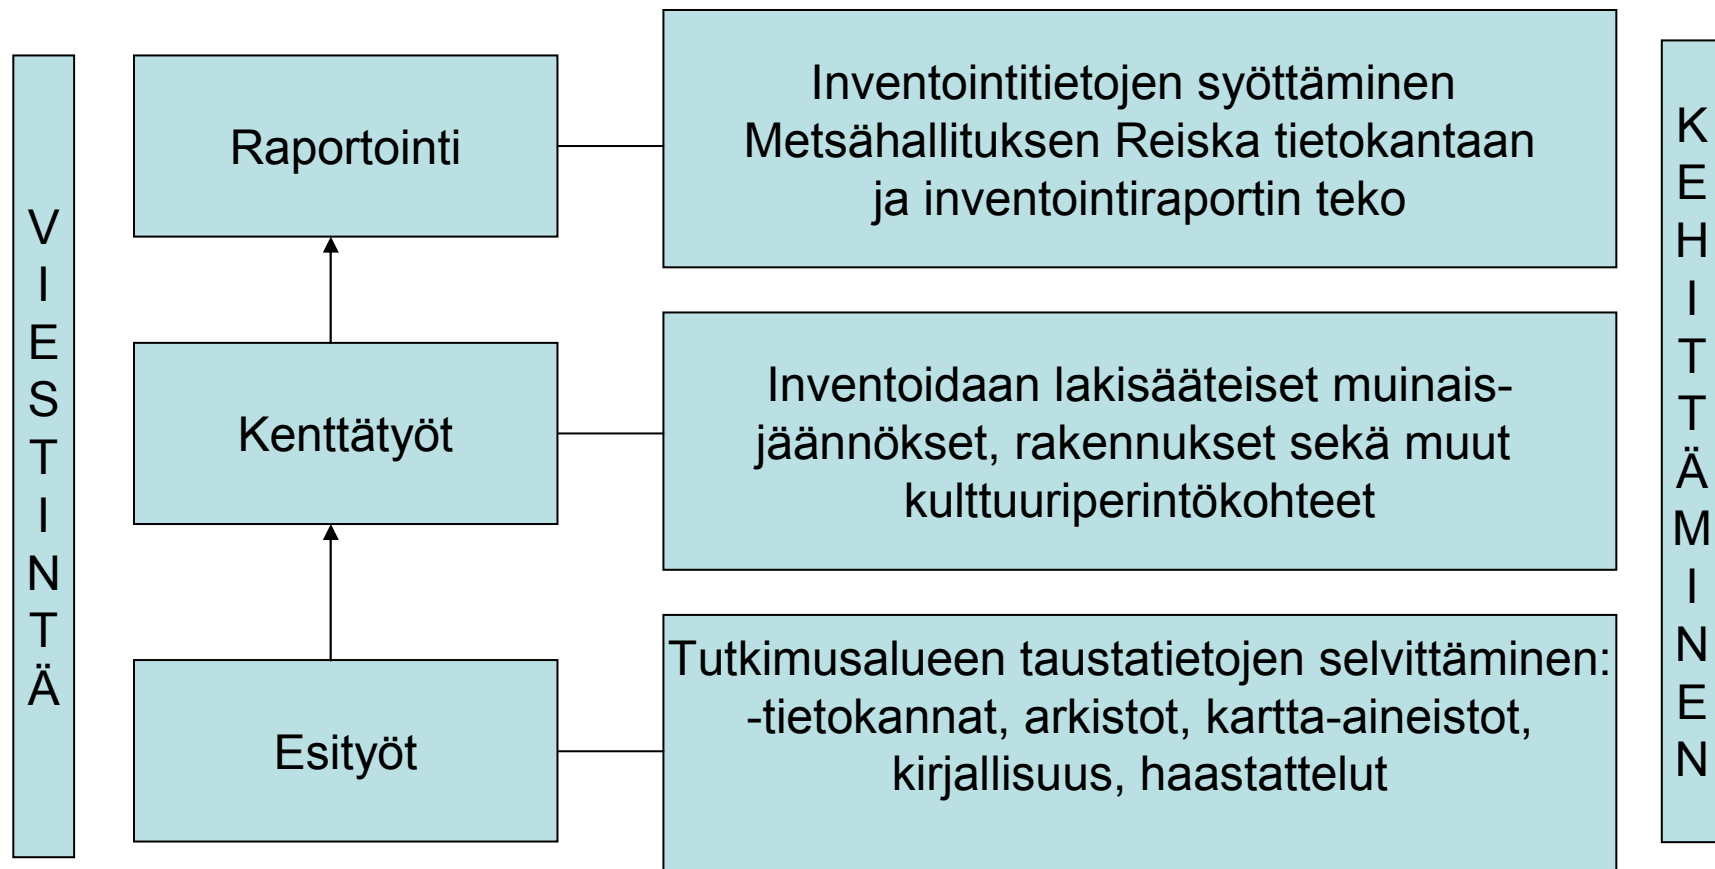 VIESTINTÄ
Raportointi
Inventointitietojen syöttäminen
Metsähallituksen Reiska tietokantaan
ja inventointiraportin teko
Kenttätyöt
Inventoidaan lakisääteiset muinais-
jäännökset, rakennukset sekä muut
kulttuuriperintökohteet
Esityöt
Tutkimusalueen taustatietojen selvittäminen:
-tietokannat, arkistot, kartta-aineistot,
kirjallisuus, haastattelut
KEHITTÄMINEN